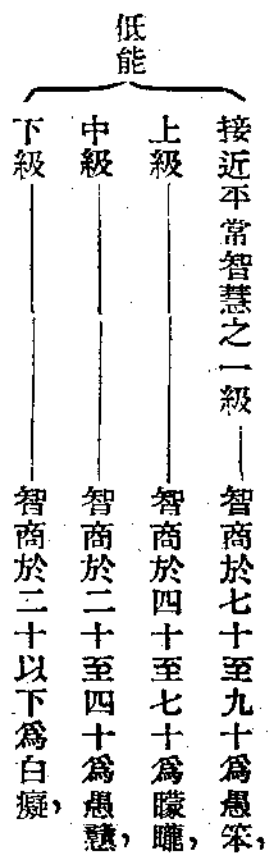 低能
接近平常智慧之一級——智商於七十至九十爲愚笨，
上級——智商於四十至七十爲矇矓，
中級——智商於二十至四十爲愚戇，
下級——智商於二十以下爲白癡，